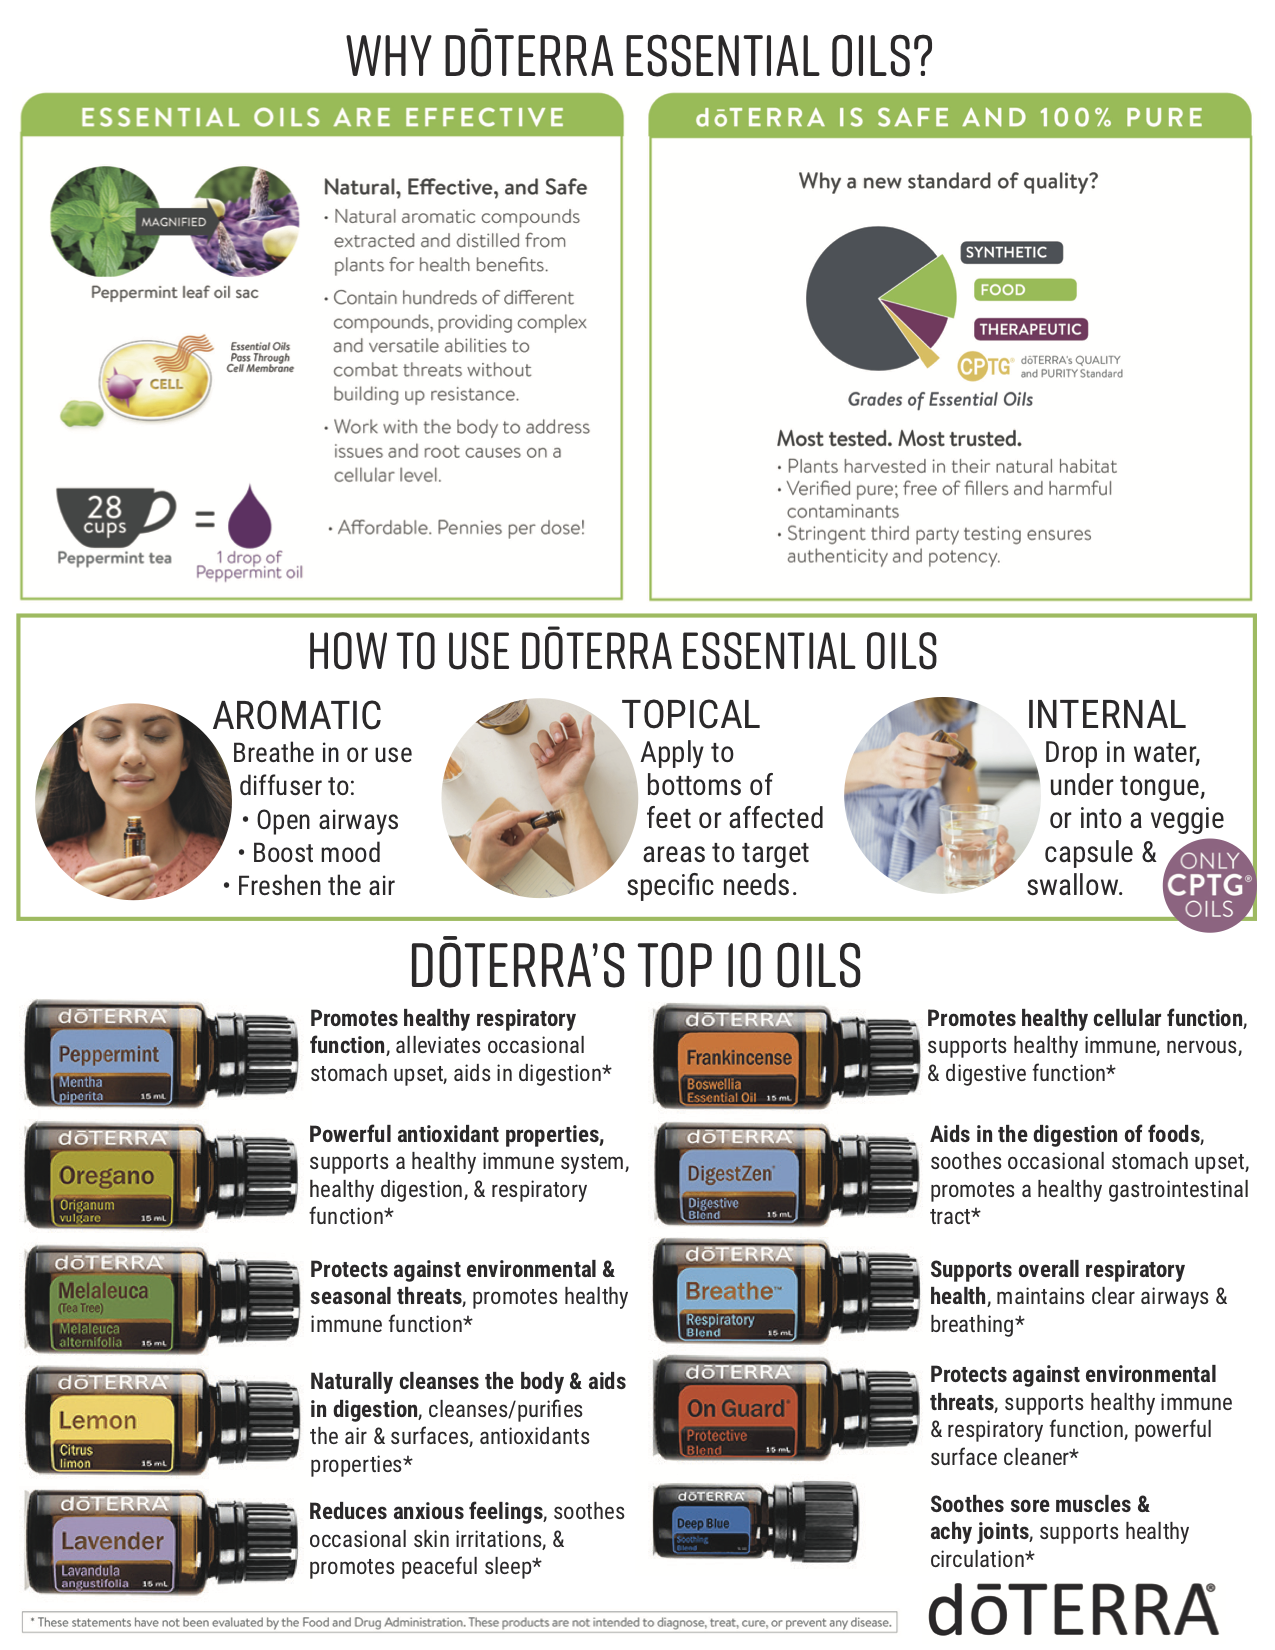 WHY DŌTERRA ESSENTIAL OILS?
ESSENTIAL OILS ARE EFFECTIVE
MAGNIFIED
Peppermint leaf oil sac
Essential Oils
Pass Through
Cell Membrane
CELL
28
cups
Peppermint tea
=
1 drop of
Peppermint oil
Natural, Effective, and Safe
• Natural aromatic compounds
extracted and distilled from
plants for health benefits.
• Contain hundreds of different
compounds, providing complex
and versatile abilities to
combat threats without
building up resistance.
• Work with the body to address
issues and root causes on a
cellular level.
• Affordable. Pennies per dose!
dōTERRA IS SAFE AND 100% PURE
Why a new standard of quality?
SYNTHETIC
FOOD
THERAPEUTIC
CPTG® dōTERRA's QUALITY
and PURITY Standard
Grades of Essential Oils
Most tested. Most trusted.
• Plants harvested in their natural habitat
• Verified pure; free of fillers and harmful
contaminants
• Stringent third party testing ensures
authenticity and potency.
HOW TO USE DŌTERRA ESSENTIAL OILS
AROMATIC
Breathe in or use
diffuser to:
• Open airways
• Boost mood
• Freshen the air
TOPICAL
Apply to
bottoms of
feet or affected
areas to target
specific needs.
INTERNAL
Drop in water,
under tongue,
or into a veggie
capsule &
swallow.
ONLY
CPTG®
OILS
DŌTERRA'S TOP 10 OILS
dōTERRA®
Peppermint
Mentha
piperita 15 mL
Promotes healthy respiratory
function, alleviates occasional
stomach upset, aids in digestion*
dōTERRA®
Oregano
Origanum
vulgare 15 mL
Powerful antioxidant properties,
supports a healthy immune system,
healthy digestion, & respiratory
function*
dōTERRA®
Melaleuca
(Tea Tree)
Melaleuca
alternifolia 15 mL
Protects against environmental &
seasonal threats, promotes healthy
immune function*
dōTERRA®
Lemon
Citrus
limon 15 mL
Naturally cleanses the body & aids
in digestion, cleanses/purifies
the air & surfaces, antioxidants
properties*
dōTERRA®
Lavender
Lavandula
angustifolia 15 mL
Reduces anxious feelings, soothes
occasional skin irritations, &
promotes peaceful sleep*
dōTERRA®
Frankincense
Boswellia
Essential Oil 15 mL
Promotes healthy cellular function,
supports healthy immune, nervous,
& digestive function*
dōTERRA®
DigestZen®
Digestive
Blend 15 mL
Aids in the digestion of foods,
soothes occasional stomach upset,
promotes a healthy gastrointestinal
tract*
dōTERRA®
Breathe™
Respiratory
Blend 15 mL
Supports overall respiratory
health, maintains clear airways &
breathing*
dōTERRA®
On Guard®
Protective
Blend 15 mL
Protects against environmental
threats, supports healthy immune
& respiratory function, powerful
surface cleaner*
dōTERRA®
Deep Blue
Soothing
Blend
Soothes sore muscles &
achy joints, supports healthy
circulation*
* These statements have not been evaluated by the Food and Drug Administration. These products are not intended to diagnose, treat, cure, or prevent any disease.
dōTERRA®